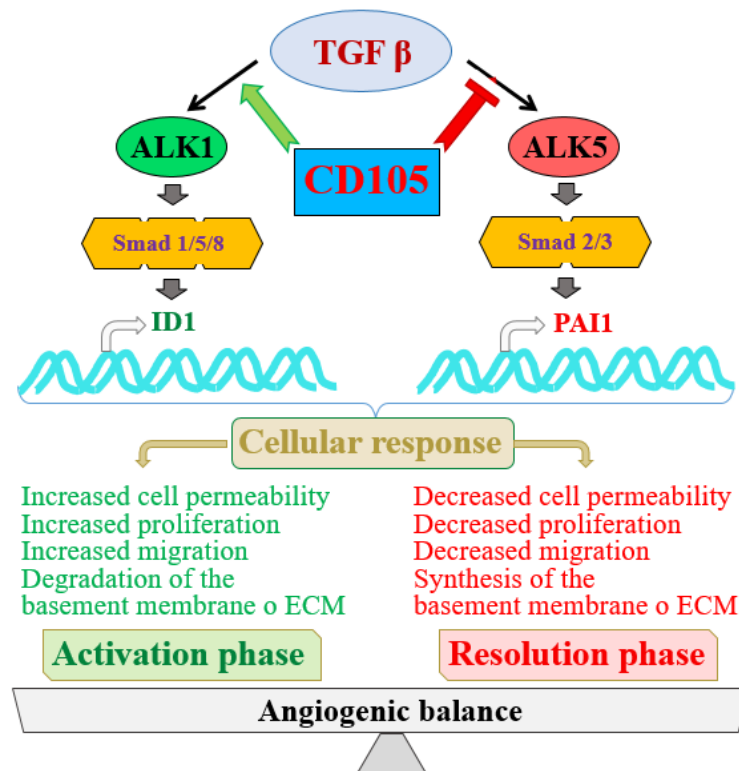 TGF β
ALK1
ALK5
CD105
Smad 1/5/8
Smad 2/3
ID1
PAI1
Cellular response
Increased cell permeability
Increased proliferation
Increased migration
Degradation of the
basement membrane o ECM
Decreased cell permeability
Decreased proliferation
Decreased migration
Synthesis of the
basement membrane o ECM
Activation phase
Resolution phase
Angiogenic balance